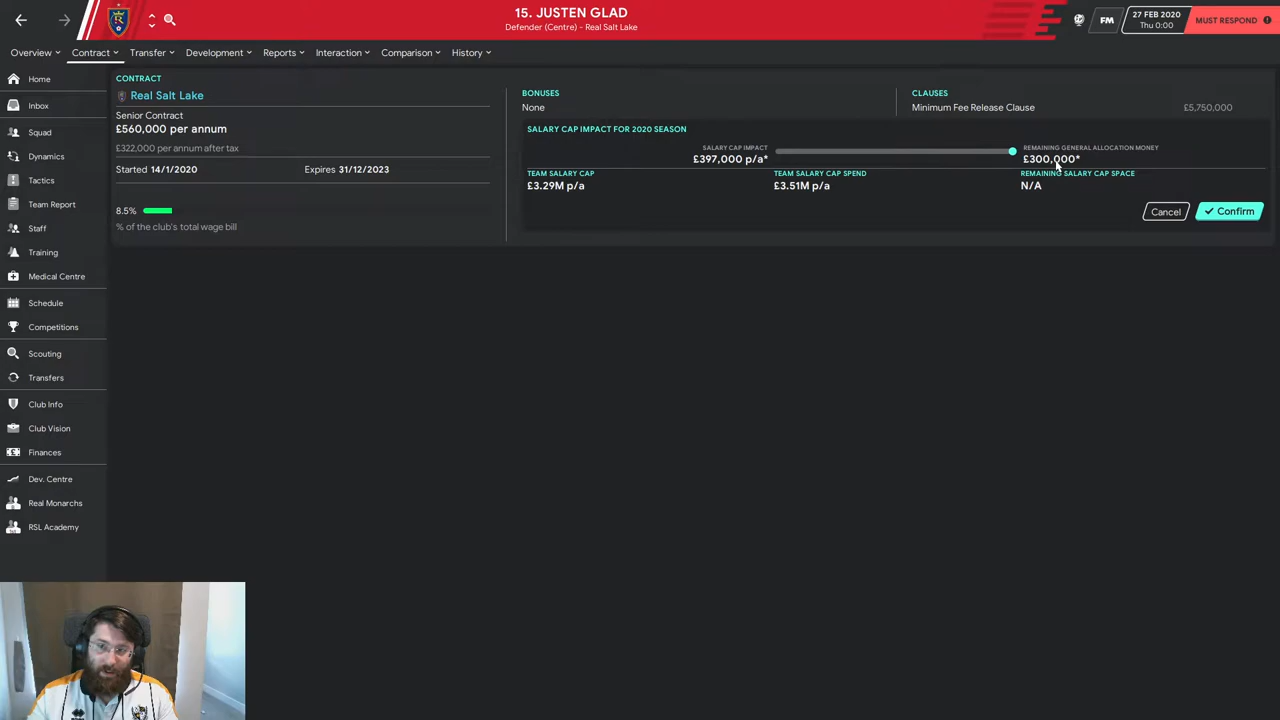 15. JUSTEN GLAD
Defender (Centre) - Real Salt Lake
FM
27 FEB 2020
Thu 0:00
MUST RESPOND
Overview
Contract
Transfer
Development
Reports
Interaction
Comparison
History
Home
Inbox
Squad
Dynamics
Tactics
Team Report
Staff
Training
Medical Centre
Schedule
Competitions
Scouting
Transfers
Club Info
Club Vision
Finances
Dev. Centre
Real Monarchs
RSL Academy
CONTRACT
Real Salt Lake
Senior Contract
£560,000 per annum
£322,000 per annum after tax
Started 14/1/2020 Expires 31/12/2023
8.5%
% of the club's total wage bill
BONUSES
None
CLAUSES
Minimum Fee Release Clause £5,750,000
SALARY CAP IMPACT FOR 2020 SEASON
SALARY CAP IMPACT
£397,000 p/a*
REMAINING GENERAL ALLOCATION MONEY
£300,000*
TEAM SALARY CAP
£3.29M p/a
TEAM SALARY CAP SPEND
£3.51M p/a
REMAINING SALARY CAP SPACE
N/A
Cancel
Confirm